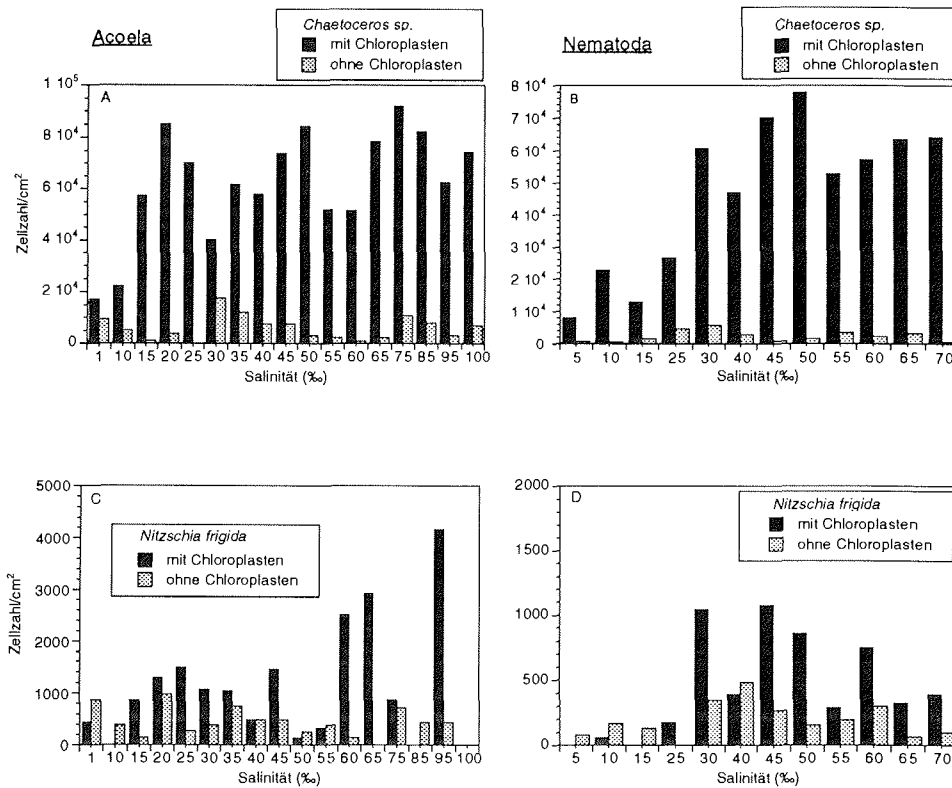 Acoela
Chaetoceros sp.
mit Chloroplasten
ohne Chloroplasten
Nematoda
Chaetoceros sp.
mit Chloroplasten
ohne Chloroplasten
A
1 10⁵
8 10⁴
6 10⁴
4 10⁴
2 10⁴
0
Zellzahl/cm²
1 10 15 20 25 30 35 40 45 50 55 60 65 75 85 95 100
Salinität (‰)
B
8 10⁴
7 10⁴
6 10⁴
5 10⁴
4 10⁴
3 10⁴
2 10⁴
1 10⁴
0
5 10 15 25 30 40 45 50 55 60 65 70
Salinität (‰)
C
Nitzschia frigida
mit Chloroplasten
ohne Chloroplasten
5000
4000
3000
2000
1000
0
Zellzahl/cm²
1 10 15 20 25 30 35 40 45 50 55 60 65 75 85 95 100
Salinität (‰)
D
Nitzschia frigida
mit Chloroplasten
ohne Chloroplasten
2000
1500
1000
500
0
5 10 15 25 30 40 45 50 55 60 65 70
Salinität (‰)